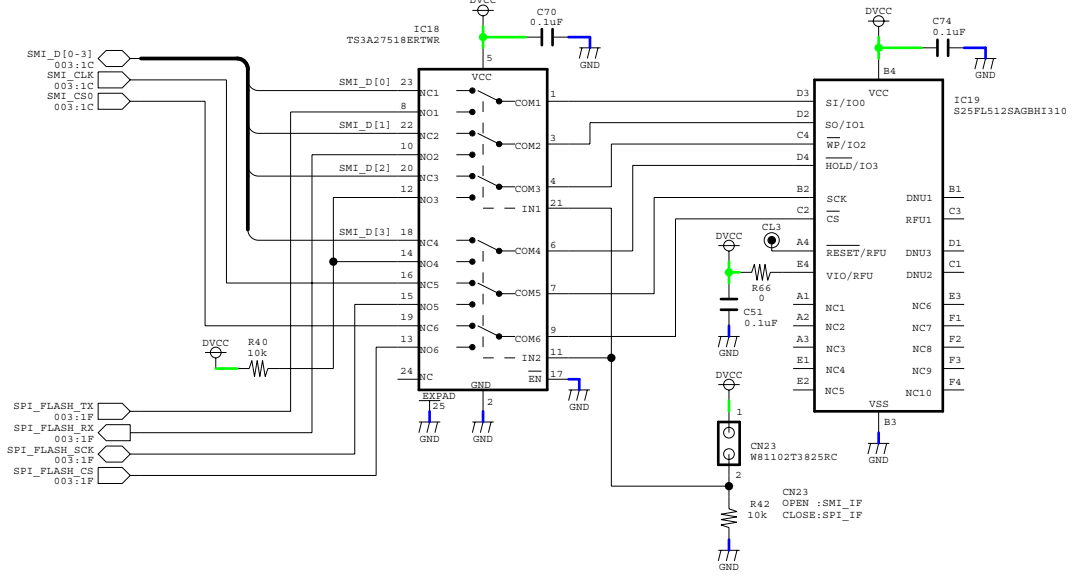 DVCC
C70
0.1uF
GND
DVCC
C74
0.1uF
GND
IC18
TS3A27518ERTWR
SMI_D[0-3]
003:1C
SMI_CLK
003:1C
SMI_CS0
003:1C
5
VCC
B4
VCC
IC19
S25FL512SAGBHI310
SMI_D[0] 23 NC1
8 NO1
SMI_D[1] 22 NC2
10 NO2
SMI_D[2] 20 NC3
12 NO3
SMI_D[3] 18 NC4
14 NO4
16 NC5
15 NO5
19 NC6
13 NO6
24 NC
COM1 1
COM2 3
COM3 4
IN1 21
COM4 6
COM5 7
COM6 9
IN2 11
EN 17
GND
GND
2
GND
EXPAD
25
GND
D3 SI/IO0
D2 SO/IO1
C4 WP/IO2
D4 HOLD/IO3
B2 SCK
C2 CS
A4 RESET/RFU
E4 VIO/RFU
A1 NC1
A2 NC2
A3 NC3
E1 NC4
E2 NC5
DNU1 B1
RFU1 C3
DNU3 D1
DNU2 C1
NC6 E3
NC7 F1
NC8 F2
NC9 F3
NC10 F4
VSS
B3
GND
DVCC
CL3
R66
0
C51
0.1uF
GND
DVCC
R40
10k
SPI_FLASH_TX
003:1F
SPI_FLASH_RX
003:1F
SPI_FLASH_SCK
003:1F
SPI_FLASH_CS
003:1F
DVCC
1
CN23
W81102T3825RC
2
R42
10k
GND
CN23
OPEN :SMI_IF
CLOSE:SPI_IF